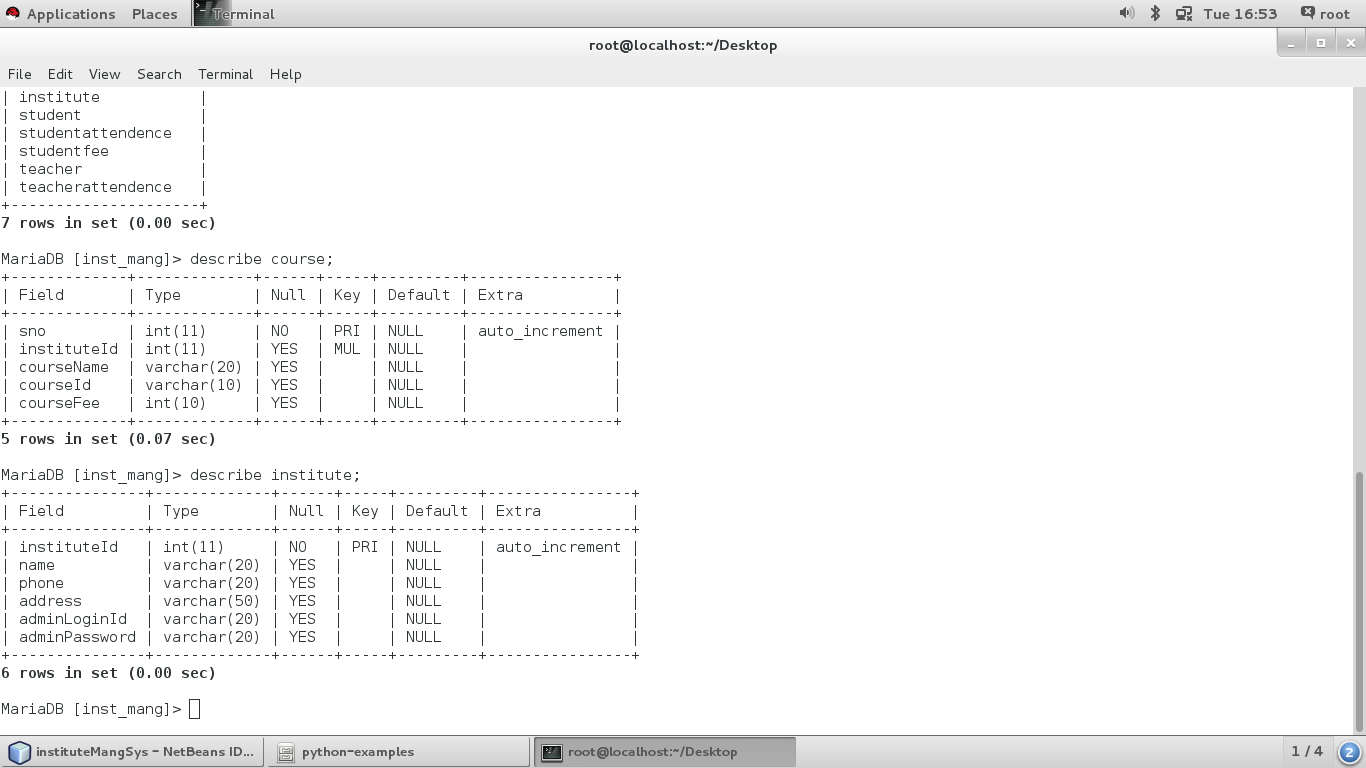 Applications Places Terminal Tue 16:53 root
root@localhost:~/Desktop
File Edit View Search Terminal Help
| institute           |
| student             |
| studentattendence   |
| studentfee          |
| teacher             |
| teacherattendence   |
+---------------------+
7 rows in set (0.00 sec)
MariaDB [inst_mang]> describe course;
+-------------+-------------+------+-----+---------+----------------+
| Field       | Type        | Null | Key | Default | Extra          |
+-------------+-------------+------+-----+---------+----------------+
| sno         | int(11)     | NO   | PRI | NULL    | auto_increment |
| instituteId | int(11)     | YES  | MUL | NULL    |                |
| courseName  | varchar(20) | YES  |     | NULL    |                |
| courseId    | varchar(10) | YES  |     | NULL    |                |
| courseFee   | int(10)     | YES  |     | NULL    |                |
+-------------+-------------+------+-----+---------+----------------+
5 rows in set (0.07 sec)
MariaDB [inst_mang]> describe institute;
+---------------+-------------+------+-----+---------+----------------+
| Field         | Type        | Null | Key | Default | Extra          |
+---------------+-------------+------+-----+---------+----------------+
| instituteId   | int(11)     | NO   | PRI | NULL    | auto_increment |
| name          | varchar(20) | YES  |     | NULL    |                |
| phone         | varchar(20) | YES  |     | NULL    |                |
| address       | varchar(50) | YES  |     | NULL    |                |
| adminLoginId  | varchar(20) | YES  |     | NULL    |                |
| adminPassword | varchar(20) | YES  |     | NULL    |                |
+---------------+-------------+------+-----+---------+----------------+
6 rows in set (0.00 sec)
MariaDB [inst_mang]>
instituteMangSys - NetBeans ID... python-examples root@localhost:~/Desktop 1 / 4 2